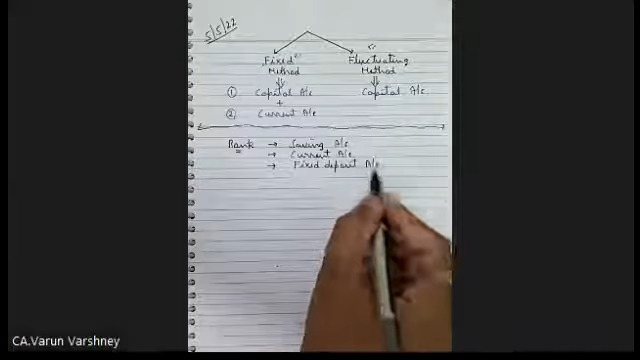 5/5/22
Fixed Fluctuating
Method Method
① Capital A/c Capital A/c
+
② Current A/c
Bank → Saving A/c
→ Current A/c
→ Fixed deposit A/c
CA.Varun Varshney